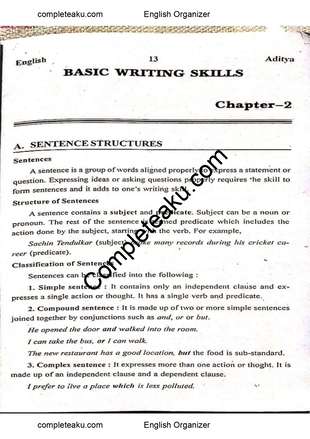 completeaku.com English Organizer
English 13 Aditya
BASIC WRITING SKILLS
Chapter–2
A. SENTENCE STRUCTURES
Sentences
A sentence is a group of words aligned properly to express a statement or
question. Expressing ideas or asking questions properly requires the skill to
form sentences and it adds to one's writing skill.
Structure of Sentences
A sentence contains a subject and predicate. Subject can be a noun or
pronoun. The rest of the sentence is termed predicate which includes the
action done by the subject, starting with the verb. For example,
Sachin Tendulkar (subject) broke many records during his cricket ca-
reer (predicate).
Classification of Sentences
Sentences can be classified into the following :
1. Simple sentence : It contains only an independent clause and ex-
presses a single action or thought. It has a single verb and predicate.
2. Compound sentence : It is made up of two or more simple sentences
joined together by conjunctions such as and, or or but.
He opened the door and walked into the room.
I can take the bus, or I can walk.
The new restaurant has a good location, but the food is sub-standard.
3. Complex sentence : It expresses more than one action or thoght. It is
made up of an independent clause and a dependent clause.
I prefer to live a place which is less polluted.
Completeaku.com
completeaku.com English Organizer